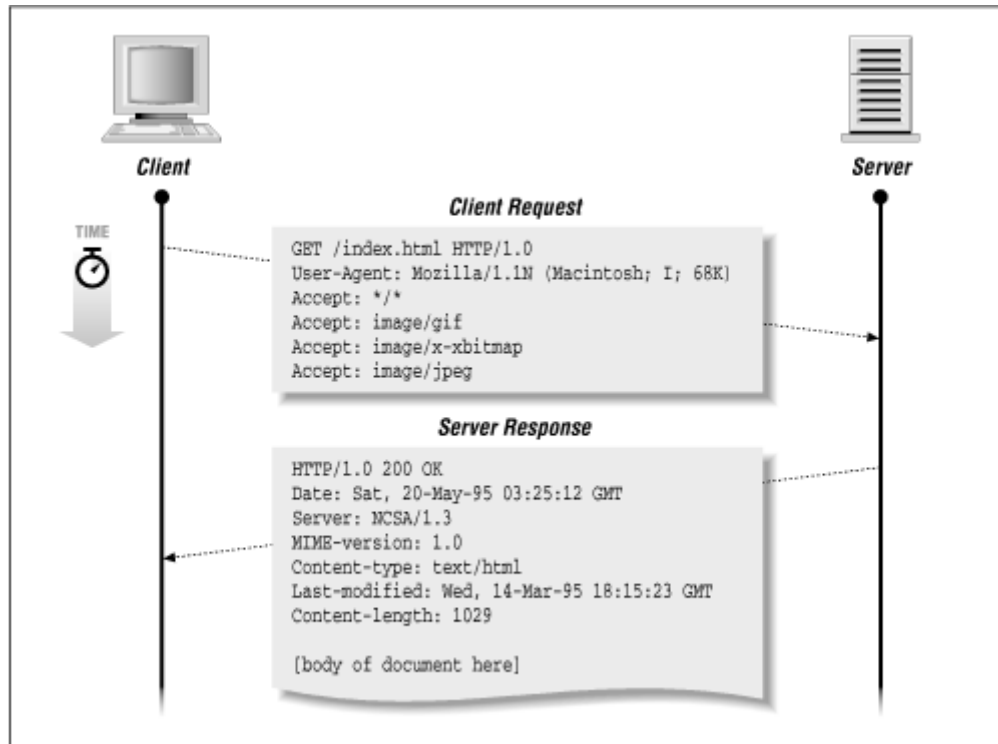 Client
Server
TIME
Client Request
GET /index.html HTTP/1.0
User-Agent: Mozilla/1.1N (Macintosh; I; 68K)
Accept: */*
Accept: image/gif
Accept: image/x-xbitmap
Accept: image/jpeg
Server Response
HTTP/1.0 200 OK
Date: Sat, 20-May-95 03:25:12 GMT
Server: NCSA/1.3
MIME-version: 1.0
Content-type: text/html
Last-modified: Wed, 14-Mar-95 18:15:23 GMT
Content-length: 1029
[body of document here]